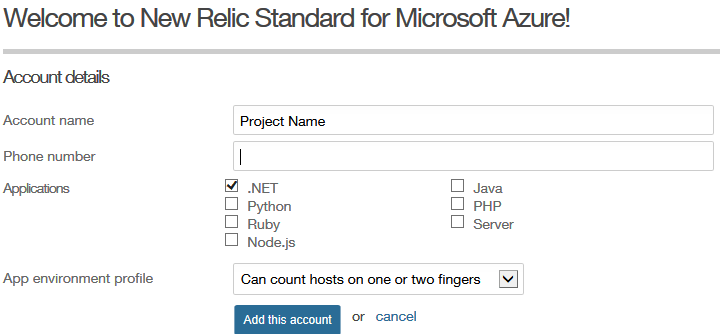 Welcome to New Relic Standard for Microsoft Azure!
Account details
Account name Project Name
Phone number
Applications .NET Java
Python PHP
Ruby Server
Node.js
App environment profile Can count hosts on one or two fingers
Add this account or cancel